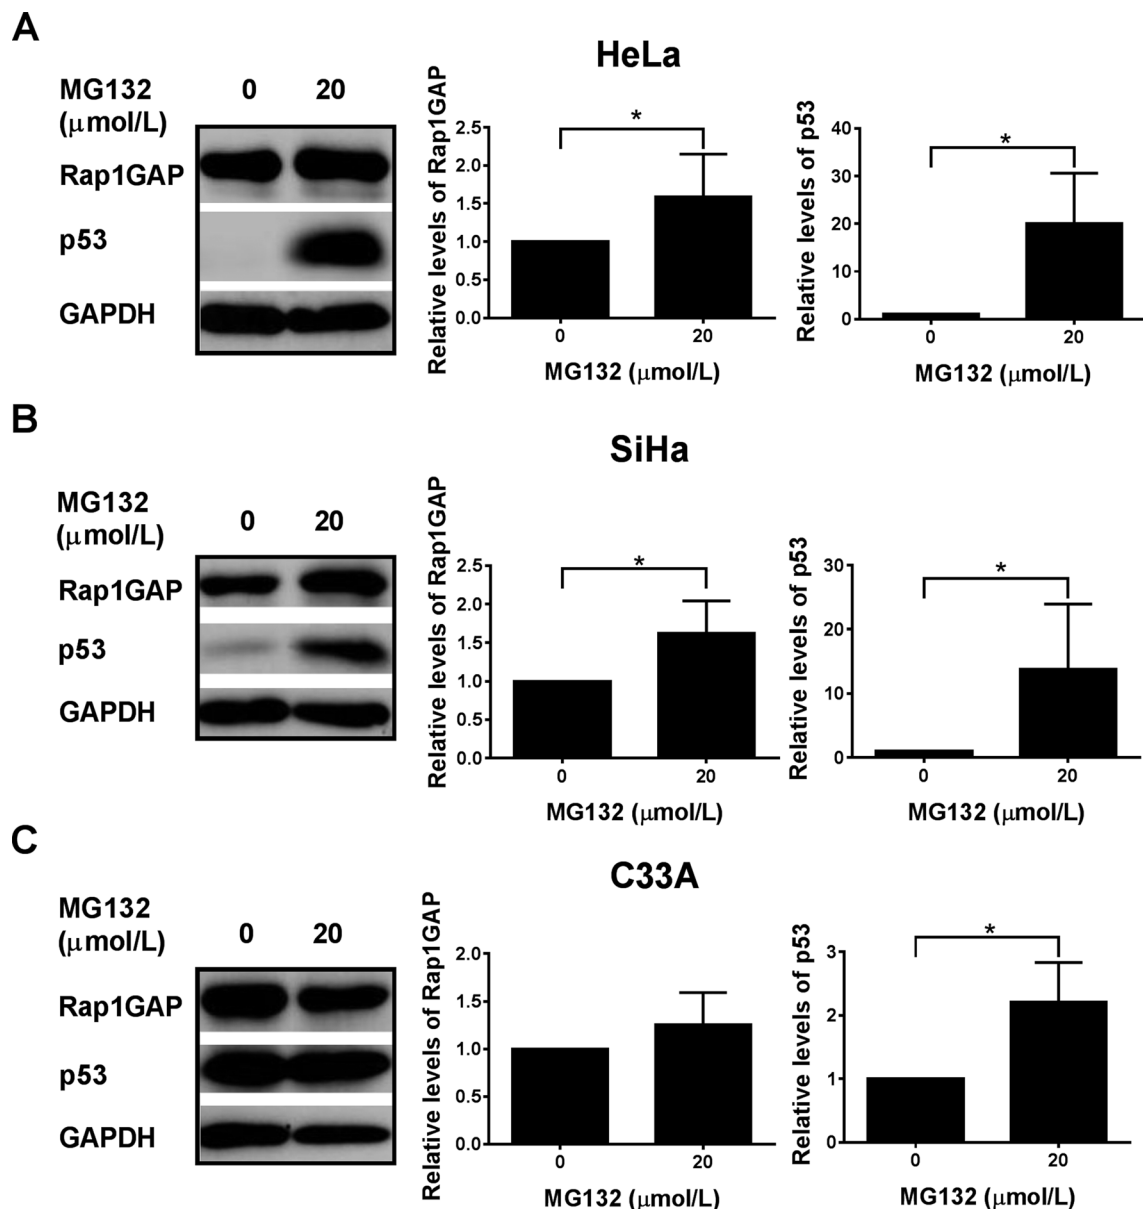 A
HeLa
MG132
(μmol/L)
0 20
Rap1GAP
p53
GAPDH
Relative levels of Rap1GAP
2.5
2.0
1.5
1.0
0.5
0.0
*
0 20
MG132 (μmol/L)
Relative levels of p53
40
30
20
10
0
*
0 20
MG132 (μmol/L)
B
SiHa
MG132
(μmol/L)
0 20
Rap1GAP
p53
GAPDH
Relative levels of Rap1GAP
2.5
2.0
1.5
1.0
0.5
0.0
*
0 20
MG132 (μmol/L)
Relative levels of p53
30
20
10
0
*
0 20
MG132 (μmol/L)
C
C33A
MG132
(μmol/L)
0 20
Rap1GAP
p53
GAPDH
Relative levels of Rap1GAP
2.0
1.5
1.0
0.5
0.0
0 20
MG132 (μmol/L)
Relative levels of p53
3
2
1
0
*
0 20
MG132 (μmol/L)